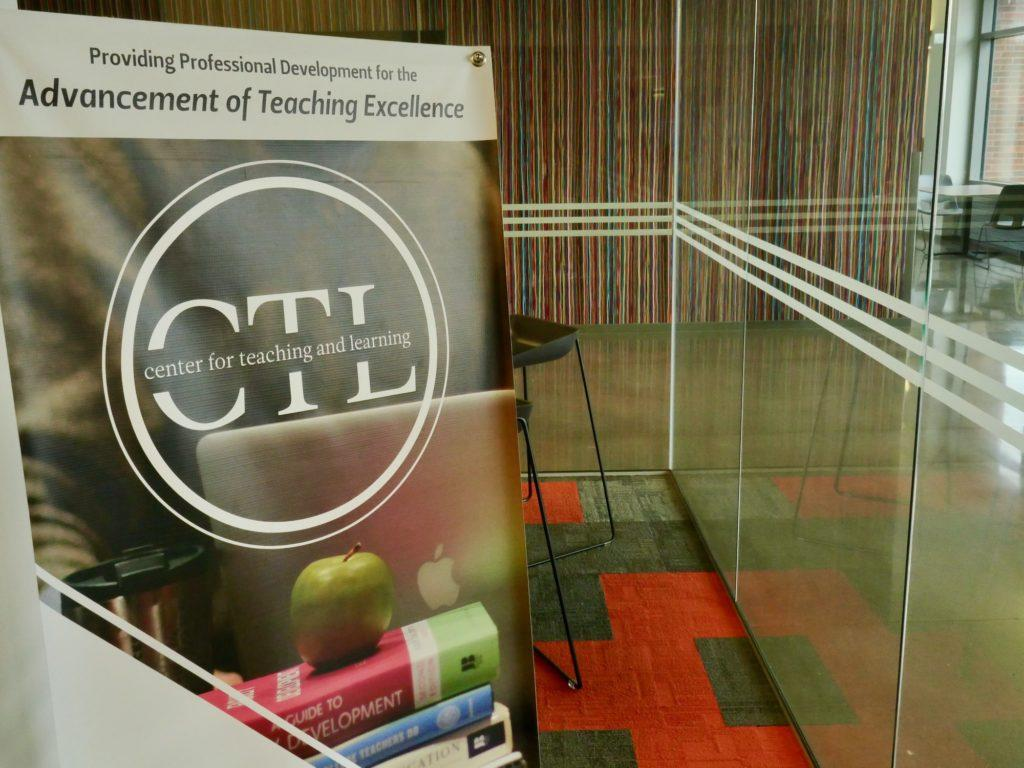 Providing Professional Development for the
Advancement of Teaching Excellence
CTL
center for teaching and learning
A GUIDE TO
DEVELOPMENT
TEACHERS DO